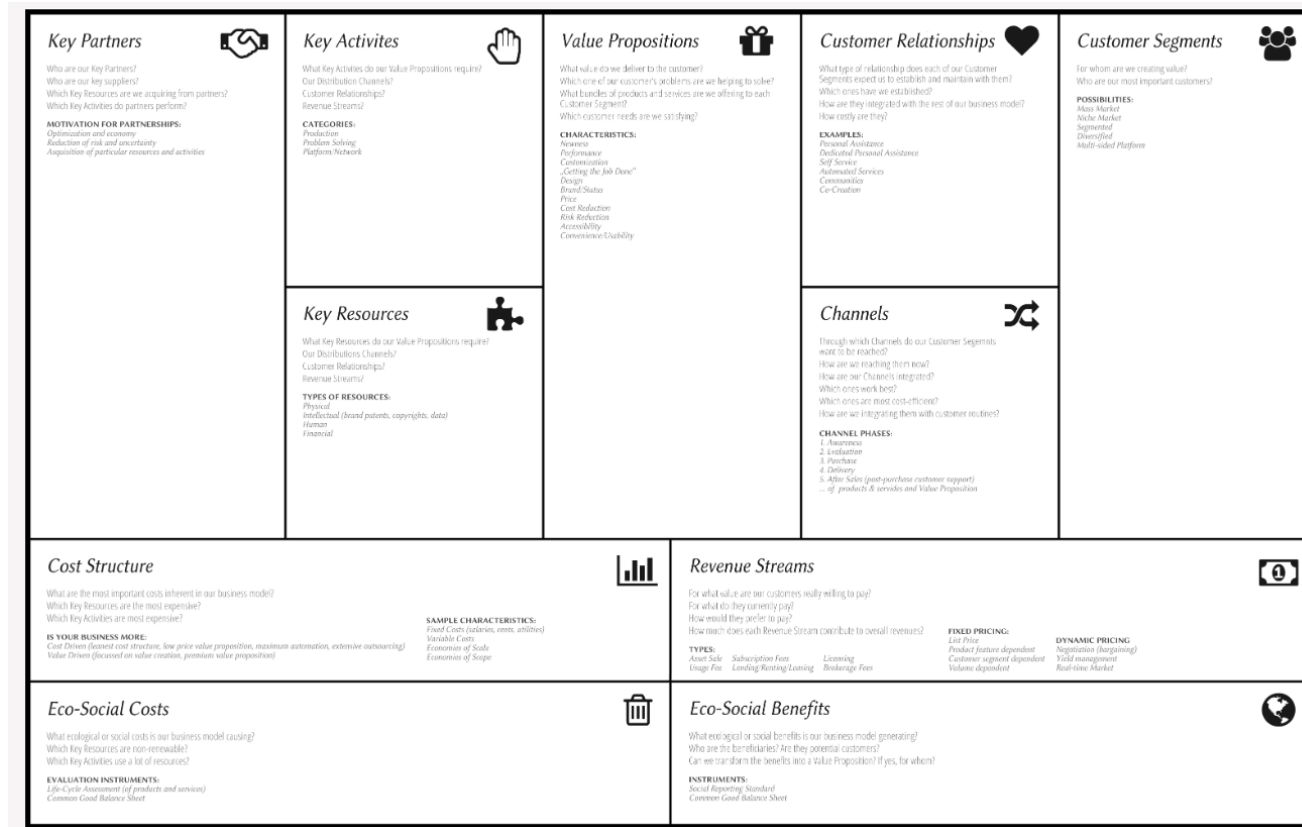 Key Partners
Who are our Key Partners?
Who are our key suppliers?
Which Key Resources are we acquiring from partners?
Which Key Activities do partners perform?
MOTIVATION FOR PARTNERSHIPS:
Optimization and economy
Reduction of risk and uncertainty
Acquisition of particular resources and activities
Key Activites
What Key Activities do our Value Propositions require?
Our Distribution Channels?
Customer Relationships?
Revenue Streams?
CATEGORIES:
Production
Problem Solving
Platform/Network
Key Resources
What Key Resources do our Value Propositions require?
Our Distributions Channels?
Customer Relationships?
Revenue Streams?
TYPES OF RESOURCES:
Physical
Intellectual (brand patents, copyrights, data)
Human
Financial
Value Propositions
What value do we deliver to the customer?
Which one of our customer's problems are we helping to solve?
What bundles of products and services are we offering to each
Customer Segment?
Which customer needs are we satisfying?
CHARACTERISTICS:
Newness
Performance
Customization
„Getting the Job Done"
Design
Brand/Status
Price
Cost Reduction
Risk Reduction
Accessibility
Convenience/Usability
Customer Relationships
What type of relationship does each of our Customer
Segments expect us to establish and maintain with them?
Which ones have we established?
How are they integrated with the rest of our business model?
How costly are they?
EXAMPLES:
Personal Assistance
Dedicated Personal Assistance
Self Service
Automated Services
Communities
Co-Creation
Channels
Through which Channels do our Customer Segemnts
want to be reached?
How are we reaching them now?
How are our Channels integrated?
Which ones work best?
Which ones are most cost-efficient?
How are we integrating them with customer routines?
CHANNEL PHASES:
1. Awareness
2. Evaluation
3. Purchase
4. Delivery
5. After Sales (post-purchase customer support)
... of products & servides and Value Proposition
Customer Segments
For whom are we creating value?
Who are our most important customers?
POSSIBILITIES:
Mass Market
Niche Market
Segmented
Diversified
Multi-sided Platform
Cost Structure
What are the most important costs inherent in our business model?
Which Key Resources are the most expensive?
Which Key Activities are most expensive?
IS YOUR BUSINESS MORE:
Cost Driven (leanest cost structure, low price value proposition, maximum automation, extensive outsourcing)
Value Driven (focussed on value creation, premium value proposition)
SAMPLE CHARACTERISTICS:
Fixed Costs (salaries, rents, utilities)
Variable Costs
Economies of Scale
Economies of Scope
Revenue Streams
For what value are our customers really willing to pay?
For what do they currently pay?
How would they prefer to pay?
How much does each Revenue Stream contribute to overall revenues?
TYPES:
Asset Sale Subscription Fees Licensing
Usage Fee Lending/Renting/Leasing Brokerage Fees
FIXED PRICING:
List Price
Product feature dependent
Customer segment dependent
Volume dependent
DYNAMIC PRICING
Negotiation (bargaining)
Yield management
Real-time Market
1
Eco-Social Costs
What ecological or social costs is our business model causing?
Which Key Resources are non-renewable?
Which Key Activities use a lot of resources?
EVALUATION INSTRUMENTS:
Life-Cycle Assessment (of products and services)
Common Good Balance Sheet
Eco-Social Benefits
What ecological or social benefits is our business model generating?
Who are the beneficiaries? Are they potential customers?
Can we transform the benefits into a Value Proposition? If yes, for whom?
INSTRUMENTS:
Social Reporting Standard
Common Good Balance Sheet